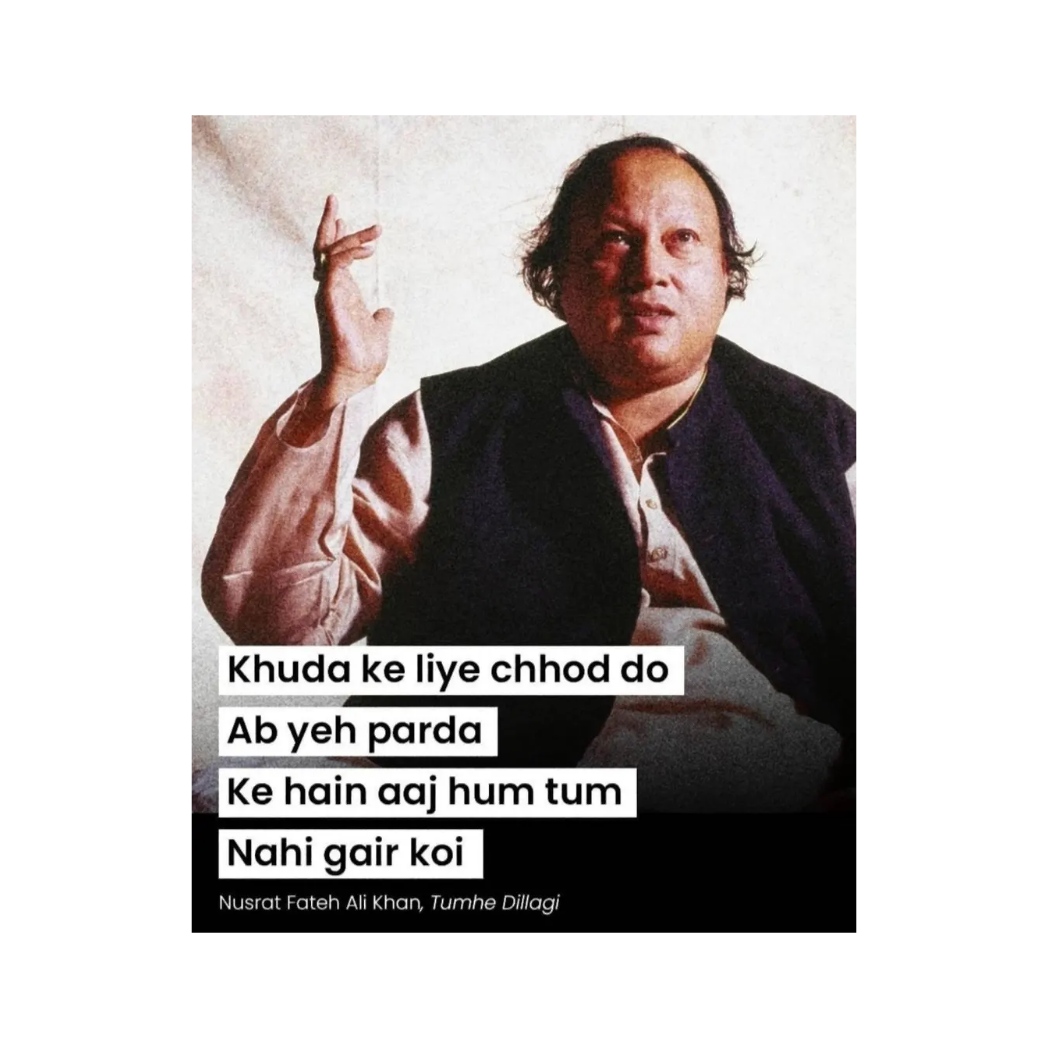 Khuda ke liye chhod do
Ab yeh parda
Ke hain aaj hum tum
Nahi gair koi
Nusrat Fateh Ali Khan, Tumhe Dillagi